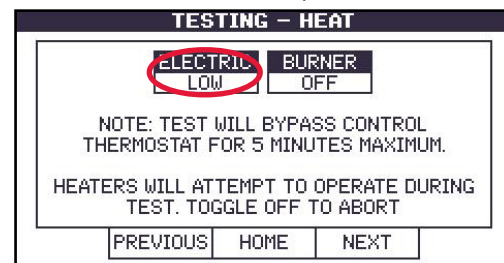 TESTING – HEAT
ELECTRIC BURNER
LOW OFF
NOTE: TEST WILL BYPASS CONTROL
THERMOSTAT FOR 5 MINUTES MAXIMUM.
HEATERS WILL ATTEMPT TO OPERATE DURING
TEST. TOGGLE OFF TO ABORT
PREVIOUS HOME NEXT